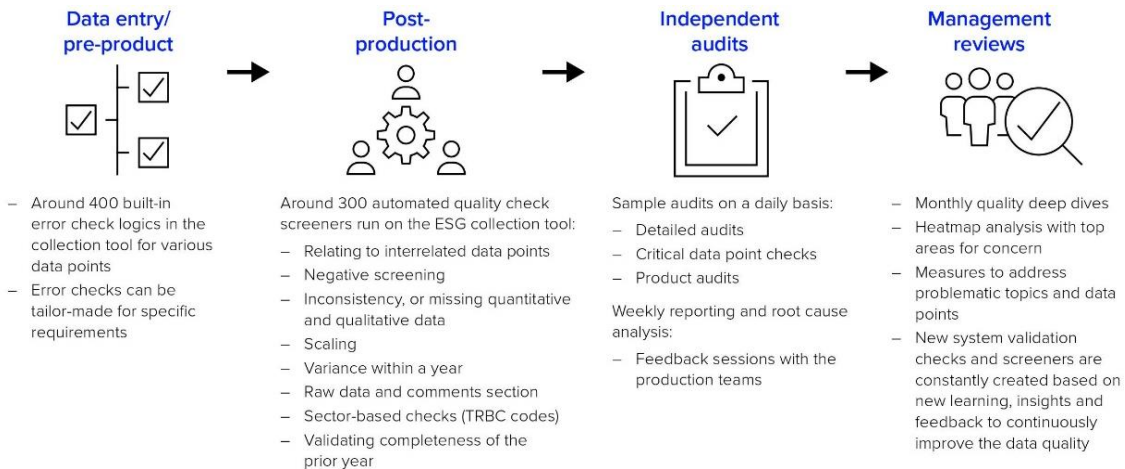 Data entry/
pre-product
– Around 400 built-in
error check logics in the
collection tool for various
data points
– Error checks can be
tailor-made for specific
requirements
Post-
production
Around 300 automated quality check
screeners run on the ESG collection tool:
– Relating to interrelated data points
– Negative screening
– Inconsistency, or missing quantitative
and qualitative data
– Scaling
– Variance within a year
– Raw data and comments section
– Sector-based checks (TRBC codes)
– Validating completeness of the
prior year
Independent
audits
Sample audits on a daily basis:
– Detailed audits
– Critical data point checks
– Product audits
Weekly reporting and root cause
analysis:
– Feedback sessions with the
production teams
Management
reviews
– Monthly quality deep dives
– Heatmap analysis with top
areas for concern
– Measures to address
problematic topics and data
points
– New system validation
checks and screeners are
constantly created based on
new learning, insights and
feedback to continuously
improve the data quality